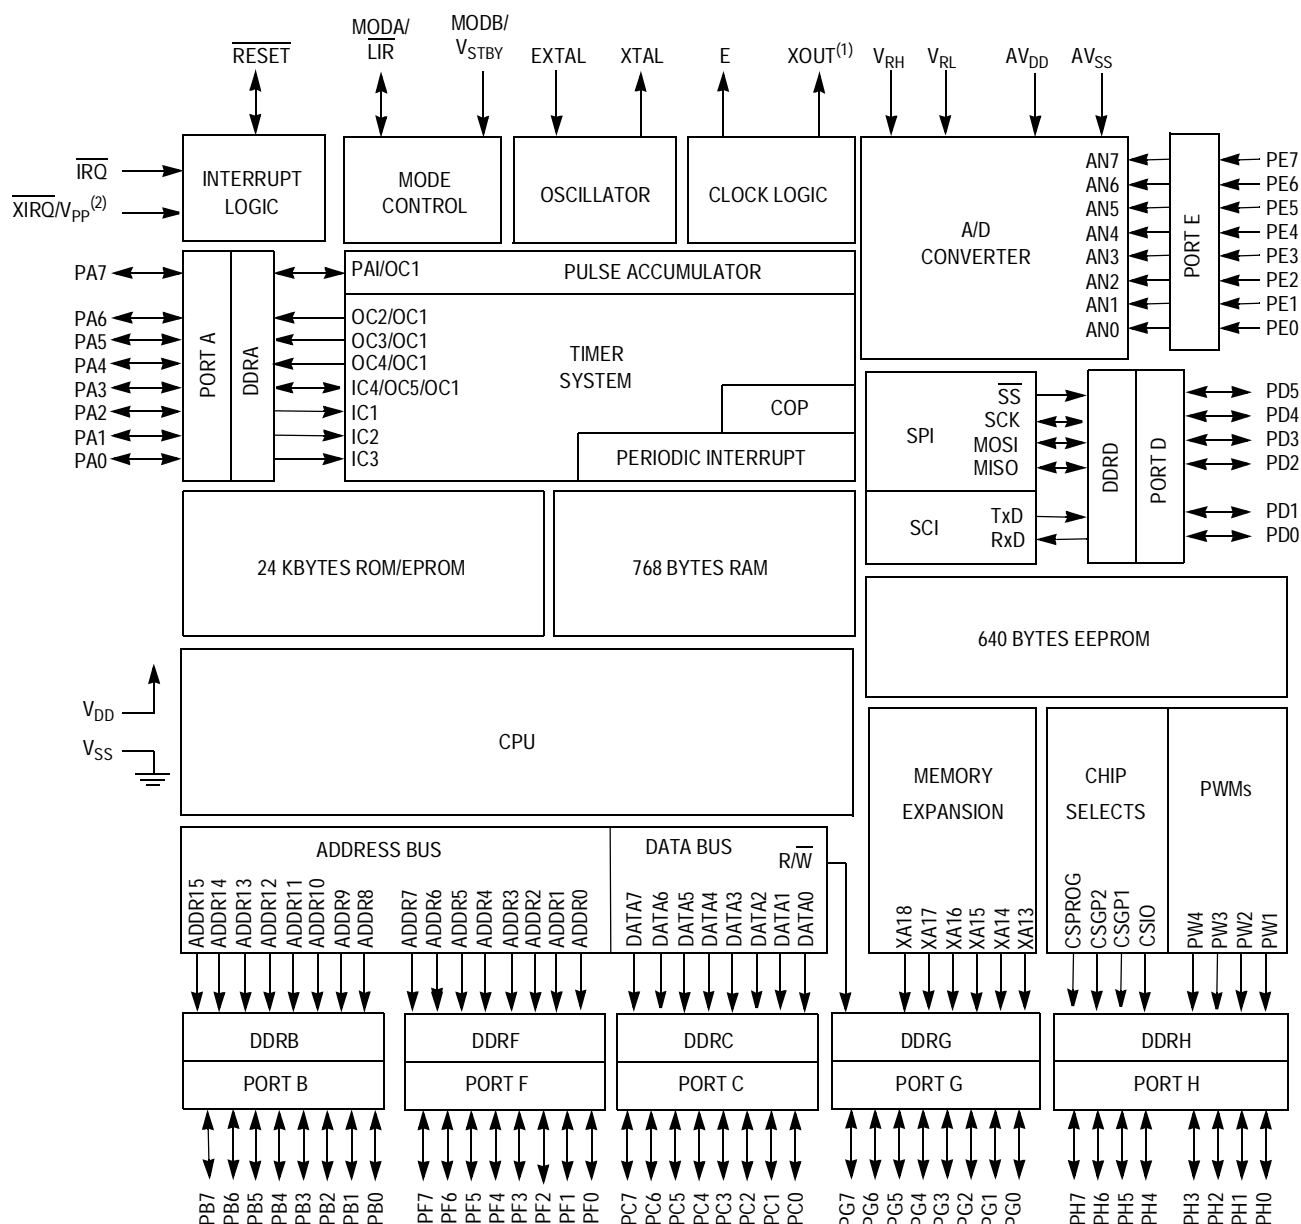 MODA/
LIR
MODB/
VSTBY
RESET
EXTAL
XTAL
E
XOUT(1)
VRH
VRL
AVDD
AVSS
IRQ
XIRQ/VPP(2)
INTERRUPT
LOGIC
MODE
CONTROL
OSCILLATOR
CLOCK LOGIC
A/D
CONVERTER
AN7
AN6
AN5
AN4
AN3
AN2
AN1
AN0
PORT E
PE7
PE6
PE5
PE4
PE3
PE2
PE1
PE0
PA7
PA6
PA5
PA4
PA3
PA2
PA1
PA0
PORT A
DDRA
PAI/OC1
PULSE ACCUMULATOR
OC2/OC1
OC3/OC1
OC4/OC1
IC4/OC5/OC1
IC1
IC2
IC3
TIMER
SYSTEM
COP
PERIODIC INTERRUPT
SPI
SS
SCK
MOSI
MISO
SCI
TxD
RxD
DDRD
PORT D
PD5
PD4
PD3
PD2
PD1
PD0
24 KBYTES ROM/EPROM
768 BYTES RAM
640 BYTES EEPROM
VDD
VSS
CPU
MEMORY
EXPANSION
CHIP
SELECTS
PWMs
ADDRESS BUS
DATA BUS
R/W
ADDR15
ADDR14
ADDR13
ADDR12
ADDR11
ADDR10
ADDR9
ADDR8
ADDR7
ADDR6
ADDR5
ADDR4
ADDR3
ADDR2
ADDR1
ADDR0
DATA7
DATA6
DATA5
DATA4
DATA3
DATA2
DATA1
DATA0
XA18
XA17
XA16
XA15
XA14
XA13
CSPROG
CSGP2
CSGP1
CSIO
PW4
PW3
PW2
PW1
DDRB
DDRF
DDRC
DDRG
DDRH
PORT B
PORT F
PORT C
PORT G
PORT H
PB7
PB6
PB5
PB4
PB3
PB2
PB1
PB0
PF7
PF6
PF5
PF4
PF3
PF2
PF1
PF0
PC7
PC6
PC5
PC4
PC3
PC2
PC1
PC0
PG7
PG6
PG5
PG4
PG3
PG2
PG1
PG0
PH7
PH6
PH5
PH4
PH3
PH2
PH1
PH0